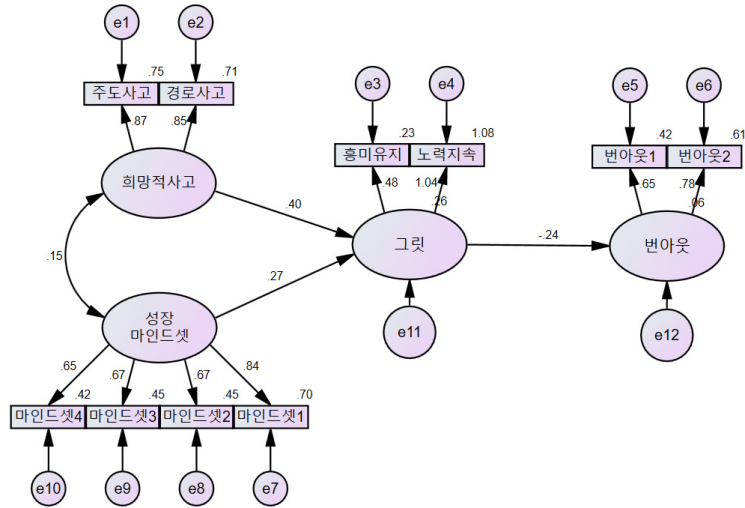 e1 e2
.75 .71
주도사고 경로사고
.87 .85
희망적사고
e3 e4
.23 1.08
흥미유지 노력지속
.48 1.04
.26
그릿
e11
e5 e6
.42 .61
번아웃1 번아웃2
.65 .78
.06
번아웃
e12
.40
-.24
.15
.27
성장
마인드셋
.65 .67 .67 .84
.42 .45 .45 .70
마인드셋4 마인드셋3 마인드셋2 마인드셋1
e10 e9 e8 e7